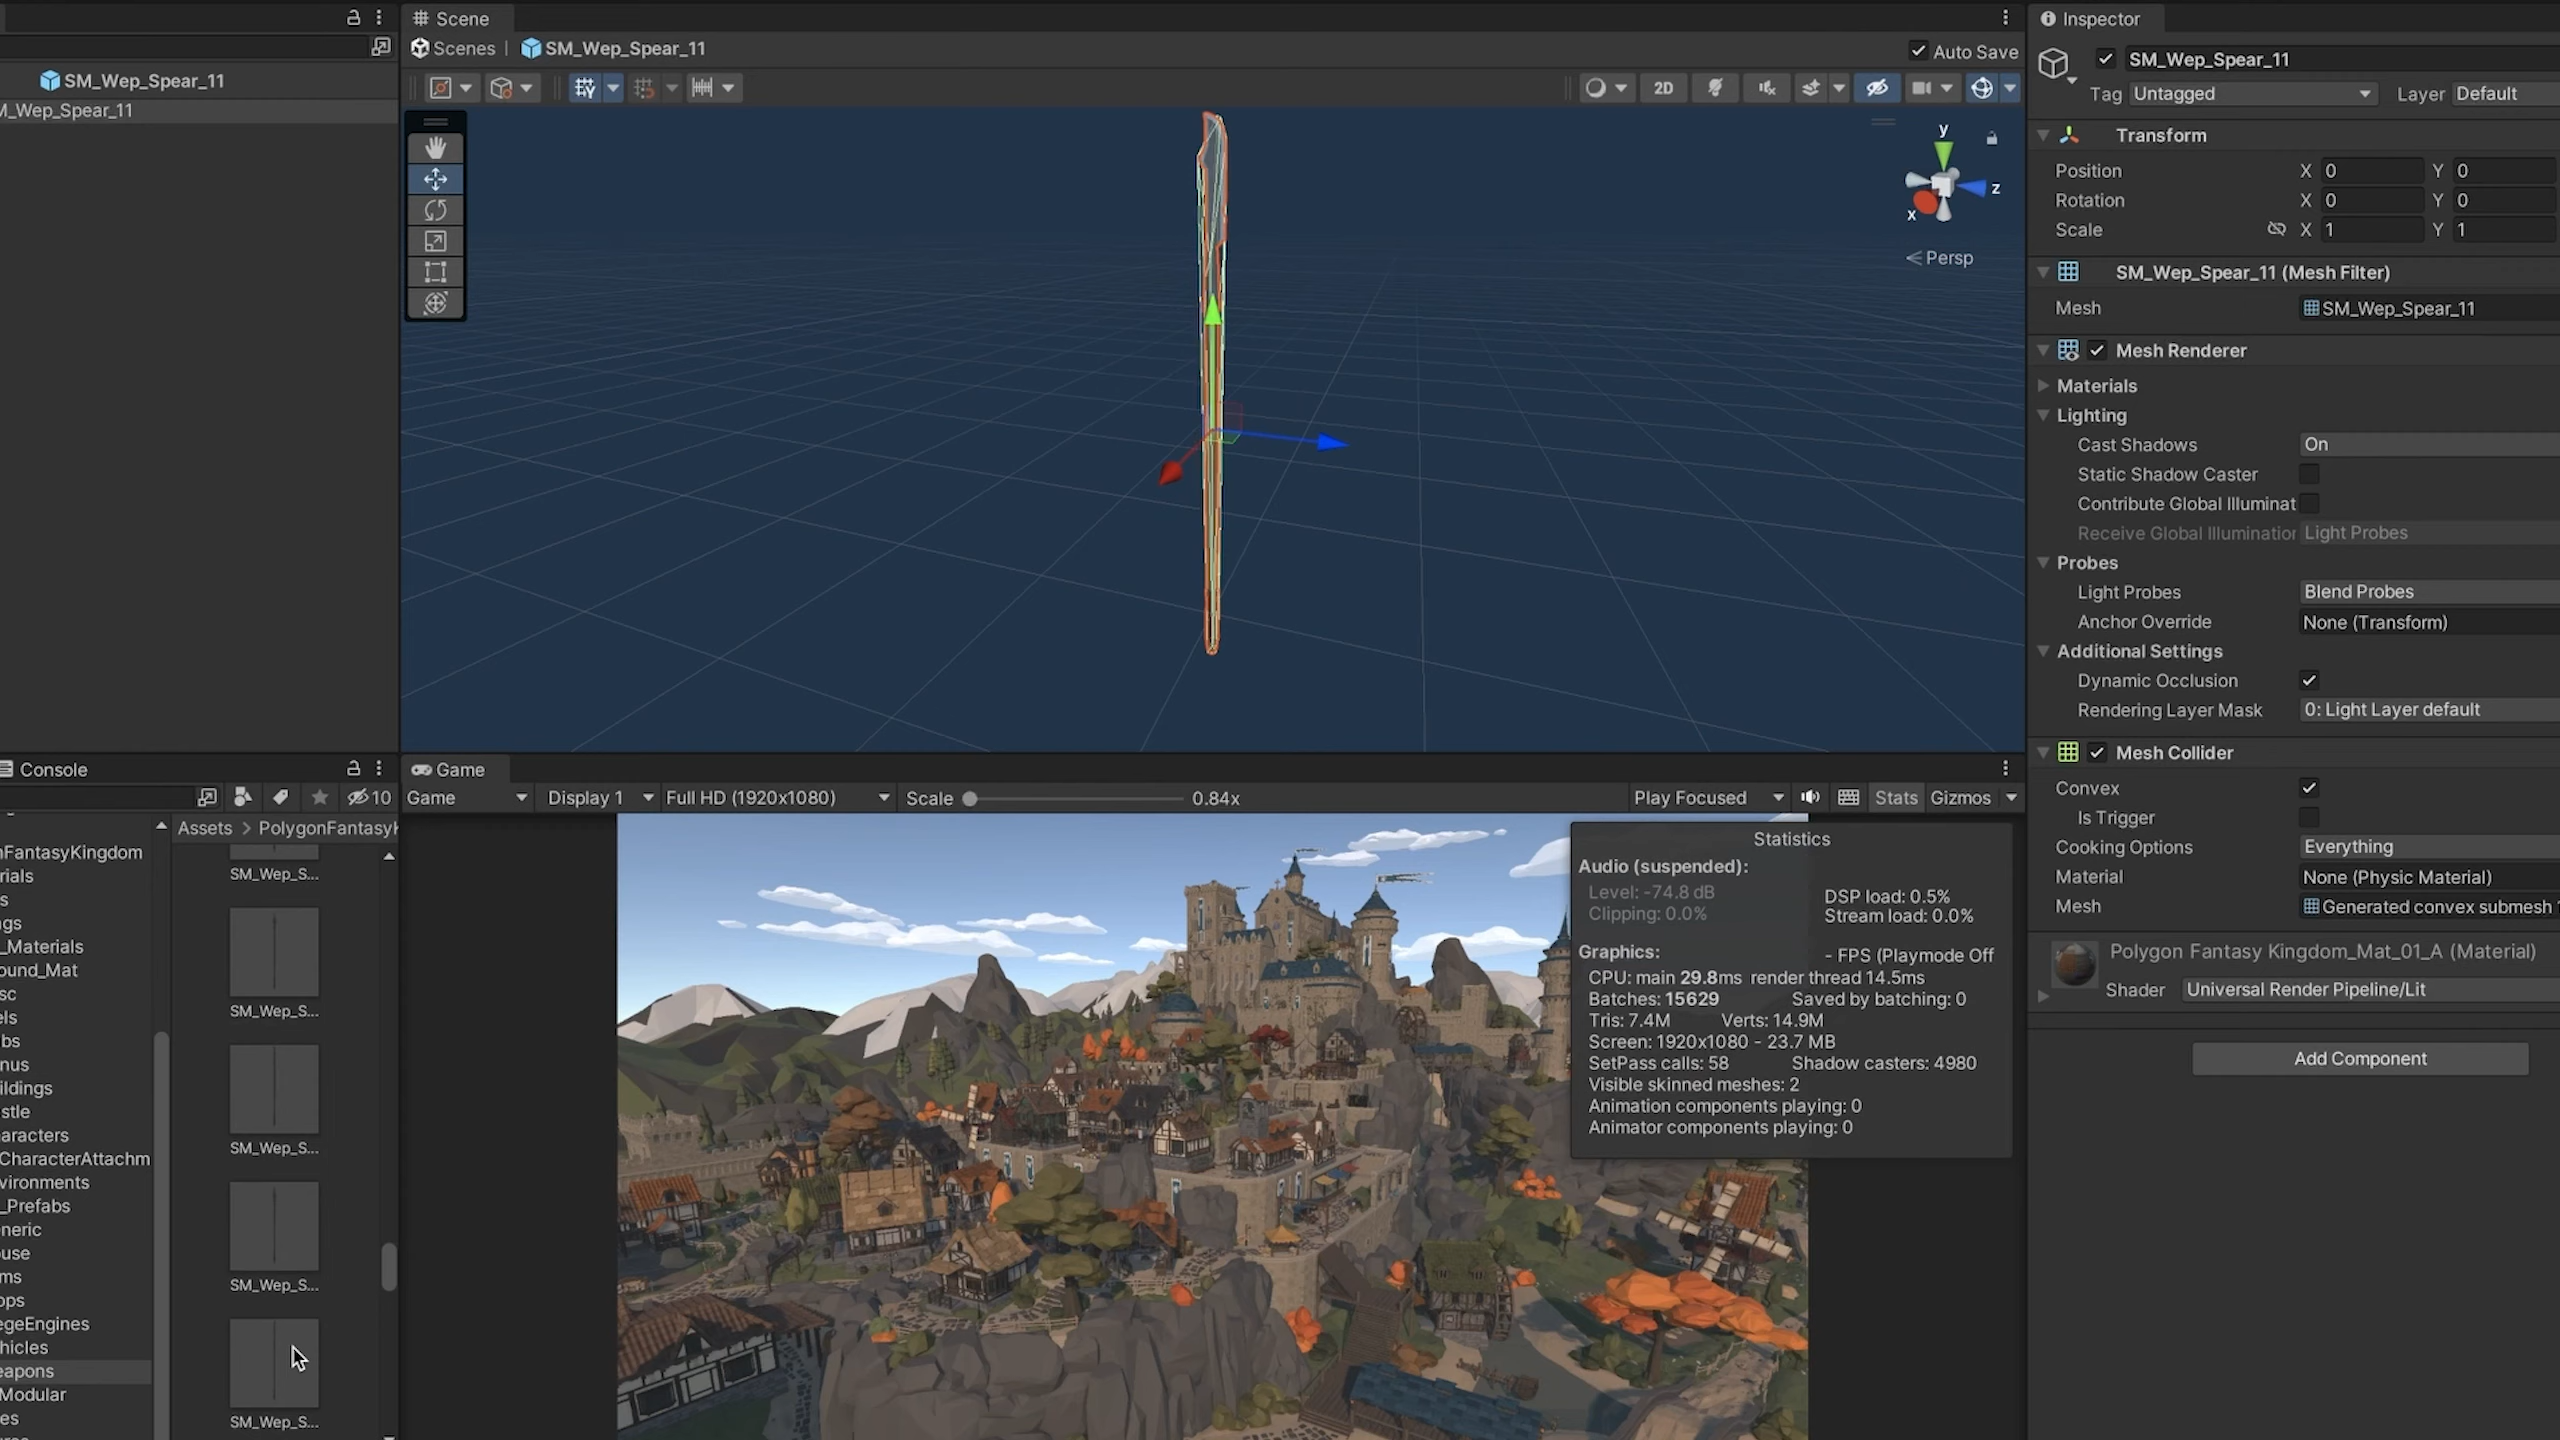 Scene
Scenes
SM_Wep_Spear_11
Auto Save
SM_Wep_Spear_11
M_Wep_Spear_11
2D
y
z
x
Persp
Inspector
SM_Wep_Spear_11
Tag Untagged Layer Default
Transform
Position X 0 Y 0
Rotation X 0 Y 0
Scale X 1 Y 1
SM_Wep_Spear_11 (Mesh Filter)
Mesh SM_Wep_Spear_11
Mesh Renderer
Materials
Lighting
Cast Shadows On
Static Shadow Caster
Contribute Global Illuminat
Receive Global Illumination Light Probes
Probes
Light Probes Blend Probes
Anchor Override None (Transform)
Additional Settings
Dynamic Occlusion
Rendering Layer Mask 0: Light Layer default
Mesh Collider
Convex
Is Trigger
Cooking Options Everything
Material None (Physic Material)
Mesh Generated convex submesh
Polygon Fantasy Kingdom_Mat_01_A (Material)
Shader Universal Render Pipeline/Lit
Add Component
Console
10
Assets > PolygonFantasyK
nFantasyKingdom
rials
s
gs
_Materials
ound_Mat
sc
els
bs
nus
ildings
stle
aracters
CharacterAttachm
vironments
_Prefabs
neric
ouse
ms
ops
egeEngines
hicles
eapons
Modular
es
SM_Wep_S...
SM_Wep_S...
SM_Wep_S...
SM_Wep_S...
SM_Wep_S...
Game
Game Display 1 Full HD (1920x1080) Scale 0.84x Play Focused Stats Gizmos
Statistics
Audio (suspended):
Level: -74.8 dB DSP load: 0.5%
Clipping: 0.0% Stream load: 0.0%
Graphics: - FPS (Playmode Off
CPU: main 29.8ms render thread 14.5ms
Batches: 15629 Saved by batching: 0
Tris: 7.4M Verts: 14.9M
Screen: 1920x1080 - 23.7 MB
SetPass calls: 58 Shadow casters: 4980
Visible skinned meshes: 2
Animation components playing: 0
Animator components playing: 0